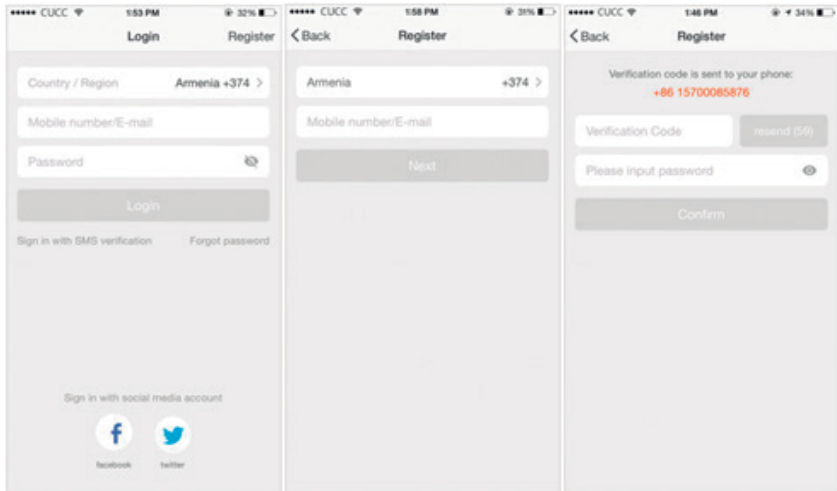 CUCC 1:53 PM 32%
Login Register
Country / Region Armenia +374 >
Mobile number/E-mail
Password
Login
Sign in with SMS verification Forgot password
Sign in with social media account
f
facebook twitter
CUCC 1:58 PM 31%
< Back Register
Armenia +374 >
Mobile number/E-mail
Next
CUCC 1:46 PM 34%
< Back Register
Verification code is sent to your phone:
+86 15700085876
Verification Code resend (59)
Please input password
Confirm